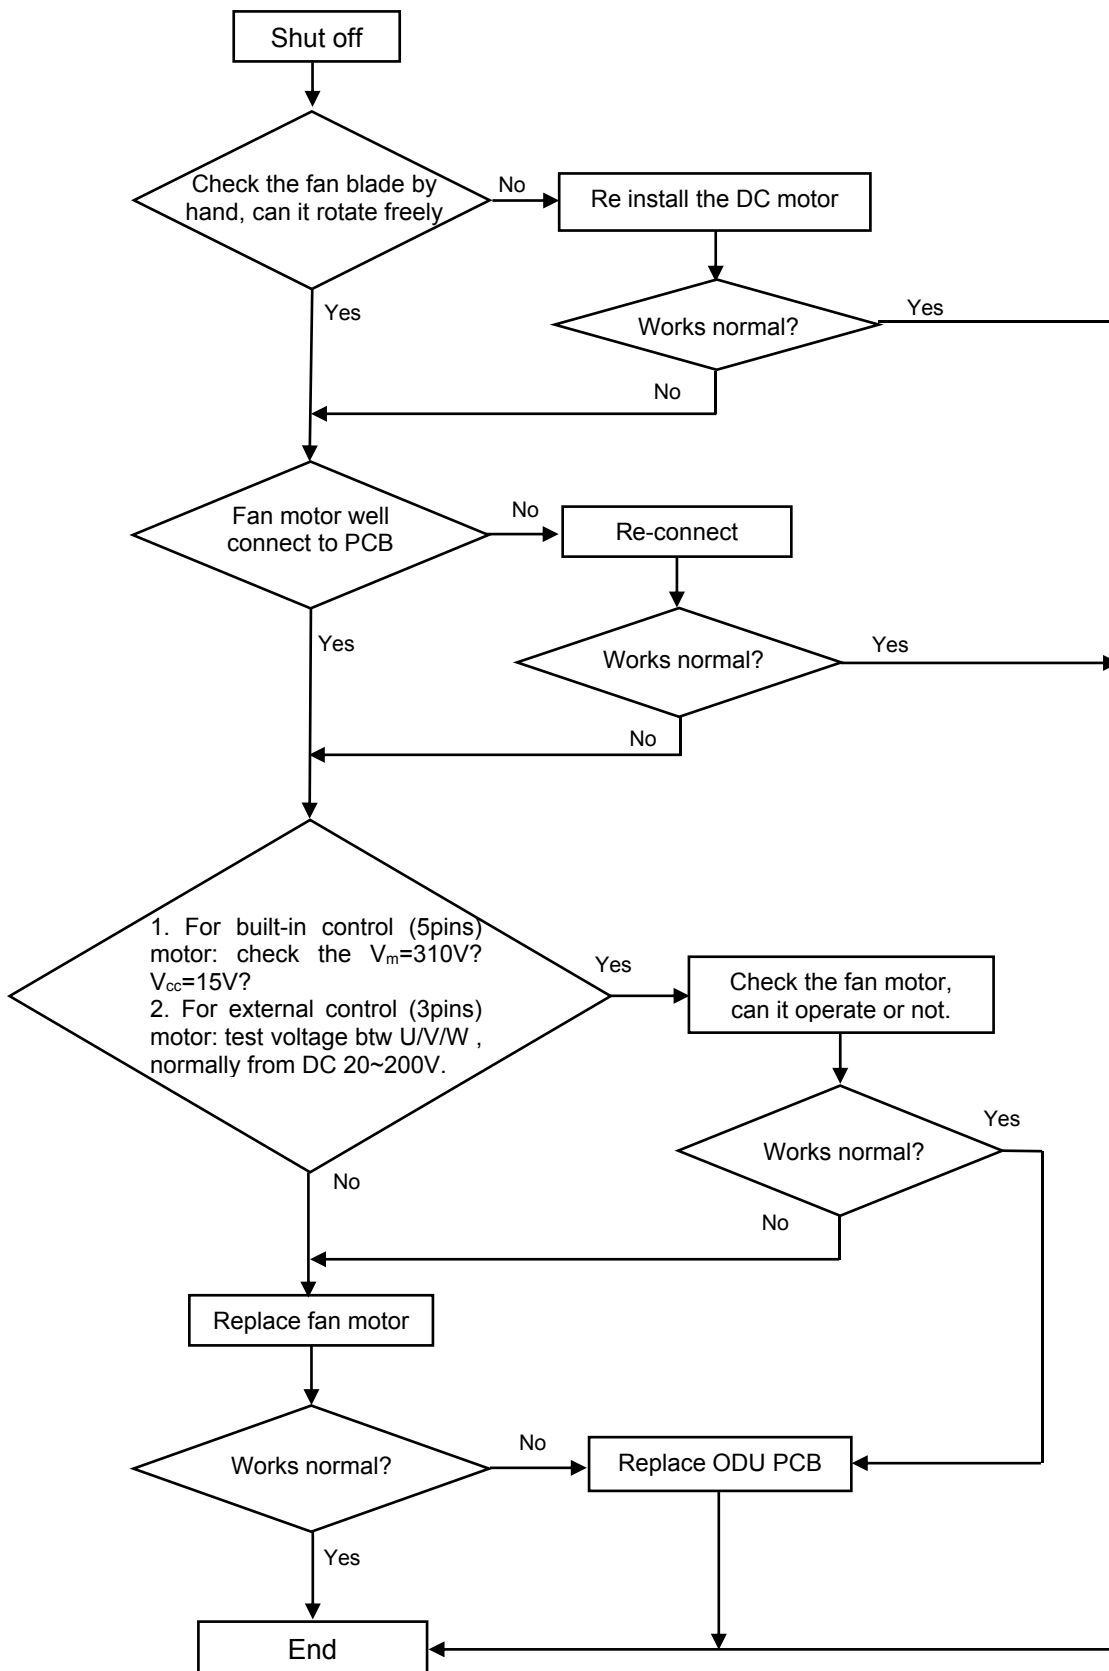 Shut off
Check the fan blade by
hand, can it rotate freely
No
Re install the DC motor
Yes
Works normal?
Yes
No
Fan motor well
connect to PCB
No
Re-connect
Yes
Works normal?
Yes
No
1. For built-in control (5pins)
motor: check the Vm=310V?
Vcc=15V?
2. For external control (3pins)
motor: test voltage btw U/V/W ,
normally from DC 20~200V.
Yes
Check the fan motor,
can it operate or not.
No
Works normal?
Yes
No
Replace fan motor
Works normal?
No
Replace ODU PCB
Yes
End